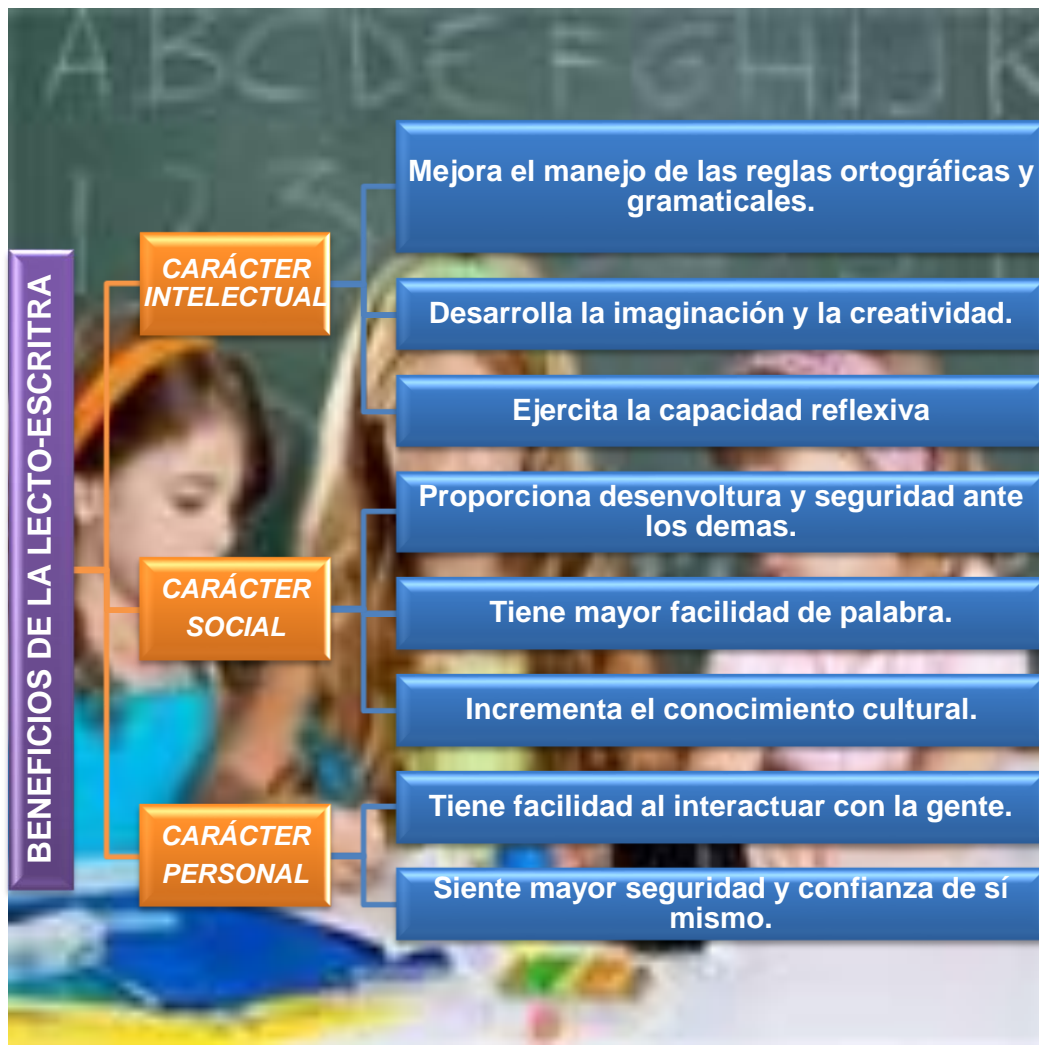 A B C D E F G H I J K
1 2 3
BENEFICIOS DE LA LECTO-ESCRITRA
CARÁCTER
INTELECTUAL
Mejora el manejo de las reglas ortográficas y
gramaticales.
Desarrolla la imaginación y la creatividad.
Ejercita la capacidad reflexiva
CARÁCTER
SOCIAL
Proporciona desenvoltura y seguridad ante
los demas.
Tiene mayor facilidad de palabra.
Incrementa el conocimiento cultural.
CARÁCTER
PERSONAL
Tiene facilidad al interactuar con la gente.
Siente mayor seguridad y confianza de sí
mismo.